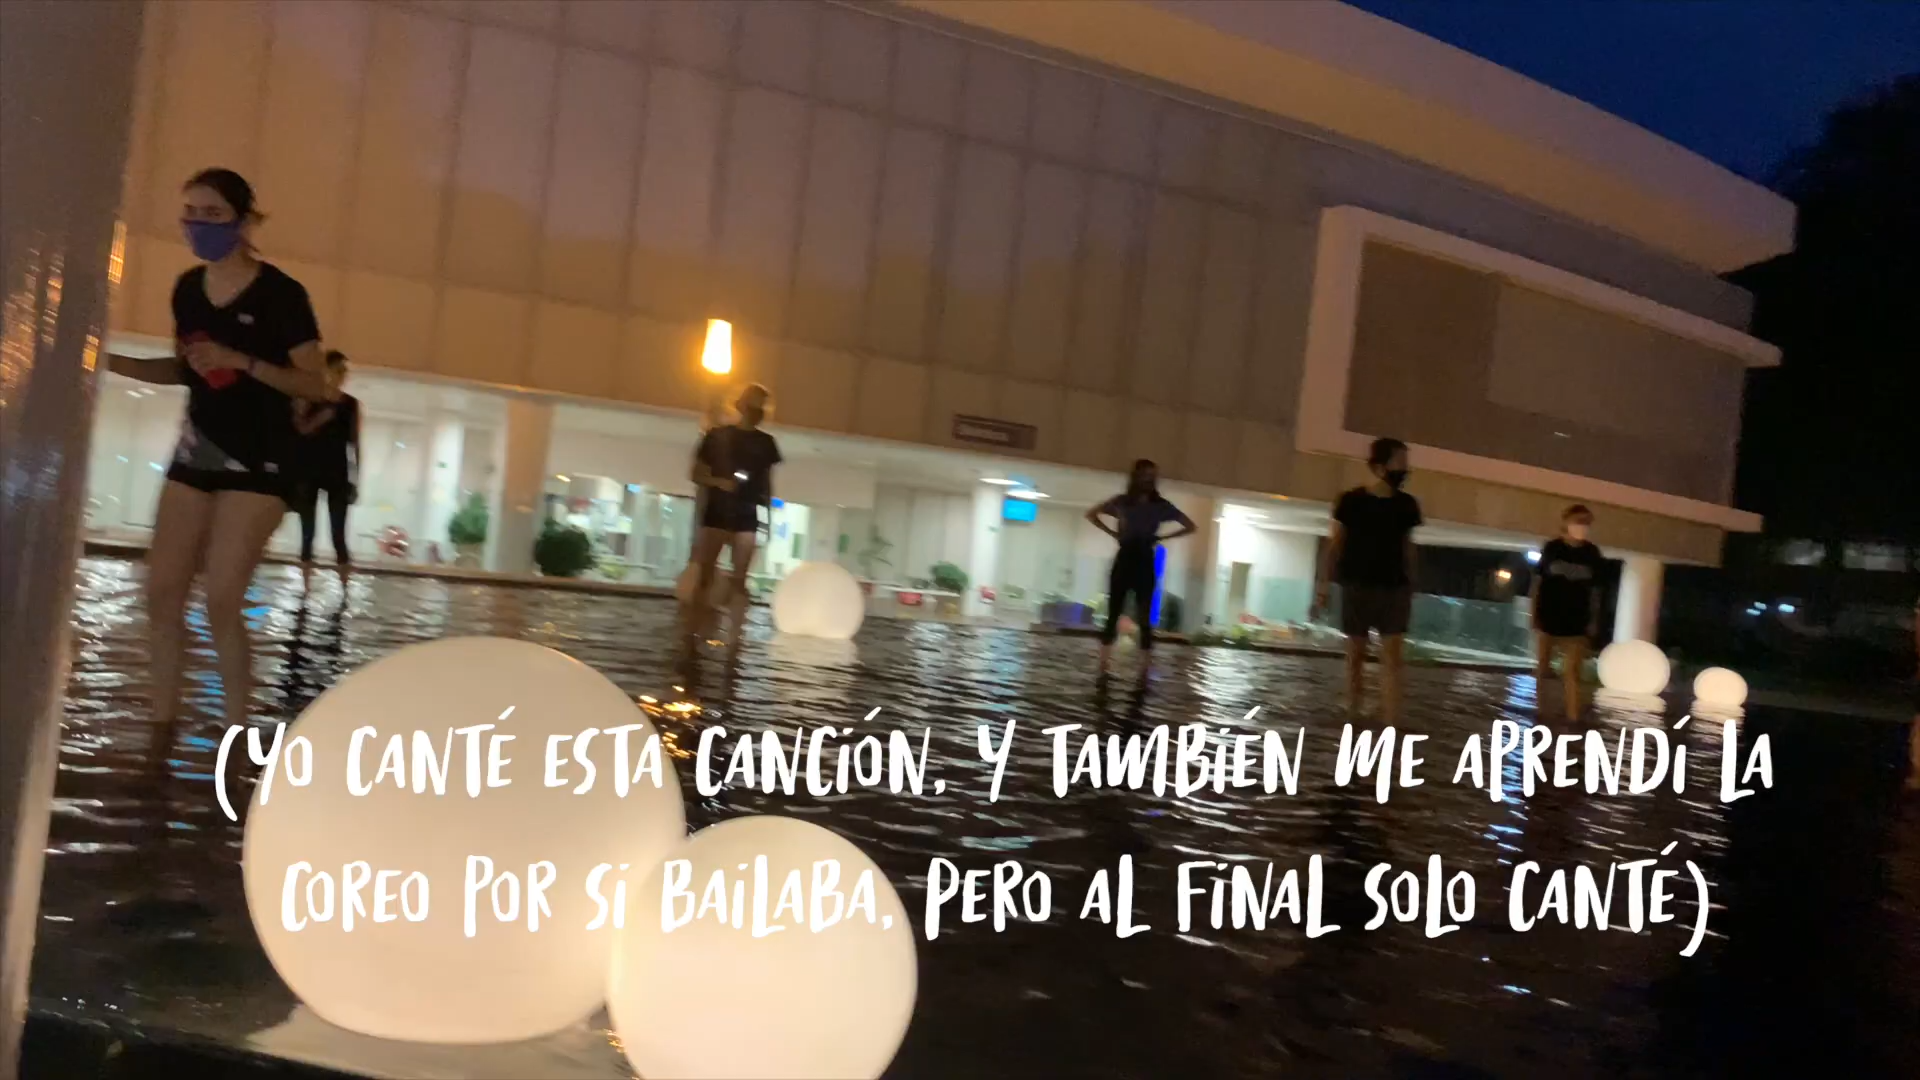 (YO CANTÉ ESTA CANCIÓN, Y TAMBIÉN ME APRENDÍ LA
COREO POR SI BAILABA, PERO AL FINAL SOLO CANTÉ)